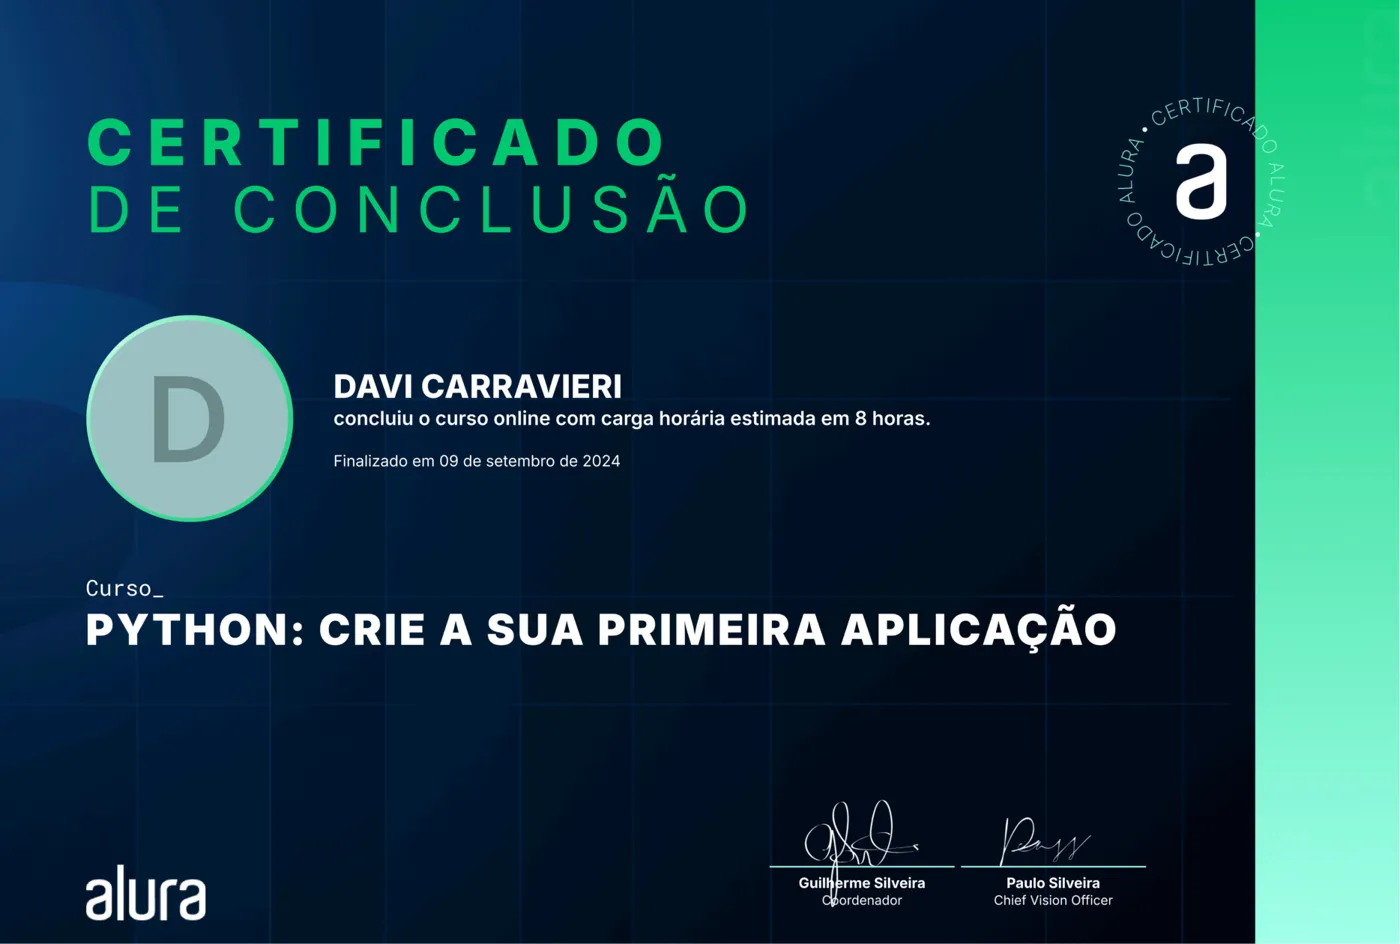 CERTIFICADO
DE CONCLUSÃO
CERTIFICADO ALURA • CERTIFICADO ALURA •
a
D
DAVI CARRAVIERI
concluiu o curso online com carga horária estimada em 8 horas.
Finalizado em 09 de setembro de 2024
Curso_
PYTHON: CRIE A SUA PRIMEIRA APLICAÇÃO
Guilherme Silveira
Coordenador
Paulo Silveira
Chief Vision Officer
alura